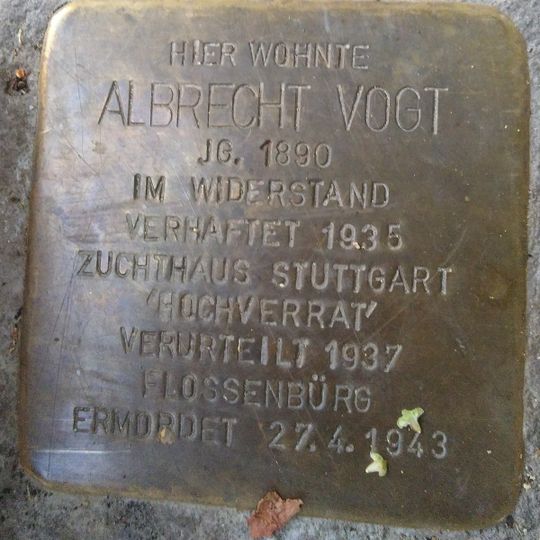 HIER WOHNTE
ALBRECHT VOGT
JG. 1890
IM WIDERSTAND
VERHAFTET 1935
ZUCHTHAUS STUTTGART
'HOCHVERRAT'
VERURTEILT 1937
FLOSSENBÜRG
ERMORDET 27.4.1943